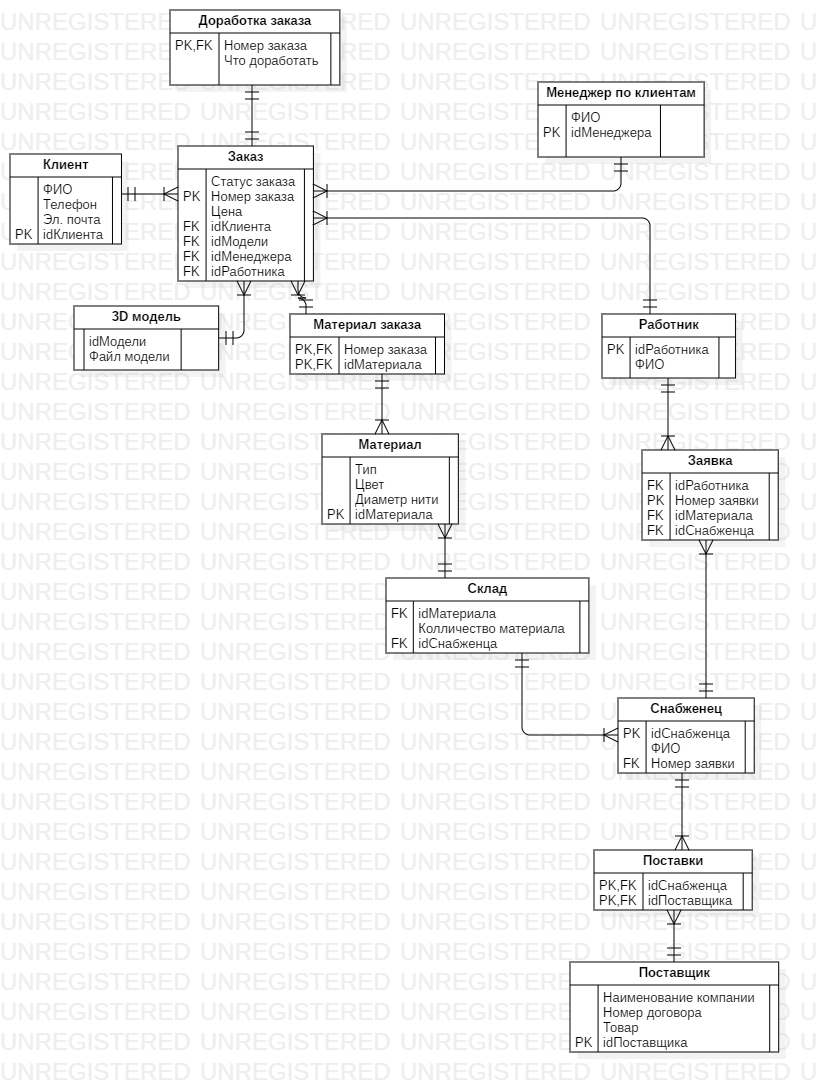 Доработка заказа
PK,FK Номер заказа
Что доработать
Менеджер по клиентам
ФИО
PK idМенеджера
Клиент
ФИО
Телефон
Эл. почта
PK idКлиента
Заказ
Статус заказа
PK Номер заказа
Цена
FK idКлиента
FK idМодели
FK idМенеджера
FK idРаботника
3D модель
idМодели
Файл модели
Материал заказа
PK,FK Номер заказа
PK,FK idМатериала
Работник
PK idРаботника
ФИО
Материал
Тип
Цвет
Диаметр нити
PK idМатериала
Заявка
FK idРаботника
PK Номер заявки
FK idМатериала
FK idСнабженца
Склад
FK idМатериала
Колличество материала
FK idСнабженца
Снабженец
PK idСнабженца
ФИО
FK Номер заявки
Поставки
PK,FK idСнабженца
PK,FK idПоставщика
Поставщик
Наименование компании
Номер договора
Товар
PK idПоставщика
UNREGISTERED